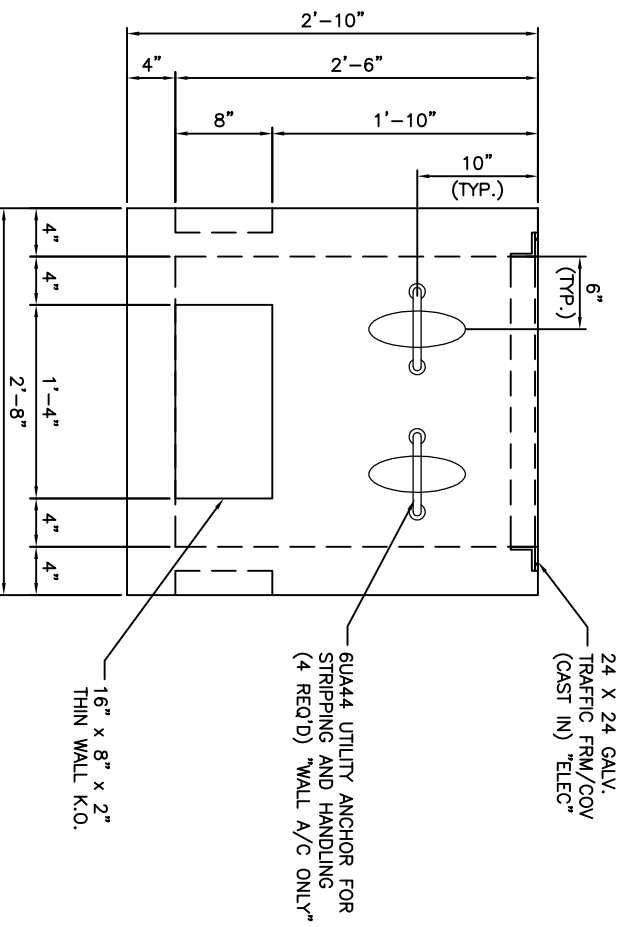 2'-10"
4"
2'-6"
8"
1'-10"
10"
(TYP.)
6"
(TYP.)
4"
4"
1'-4"
4"
4"
2'-8"
24 X 24 GALV.
TRAFFIC FRM/COV
(CAST IN) "ELEC"
6UA44 UTILITY ANCHOR FOR
STRIPPING AND HANDLING
(4 REQ'D) "WALL A/C ONLY"
16" x 8" x 2"
THIN WALL K.O.